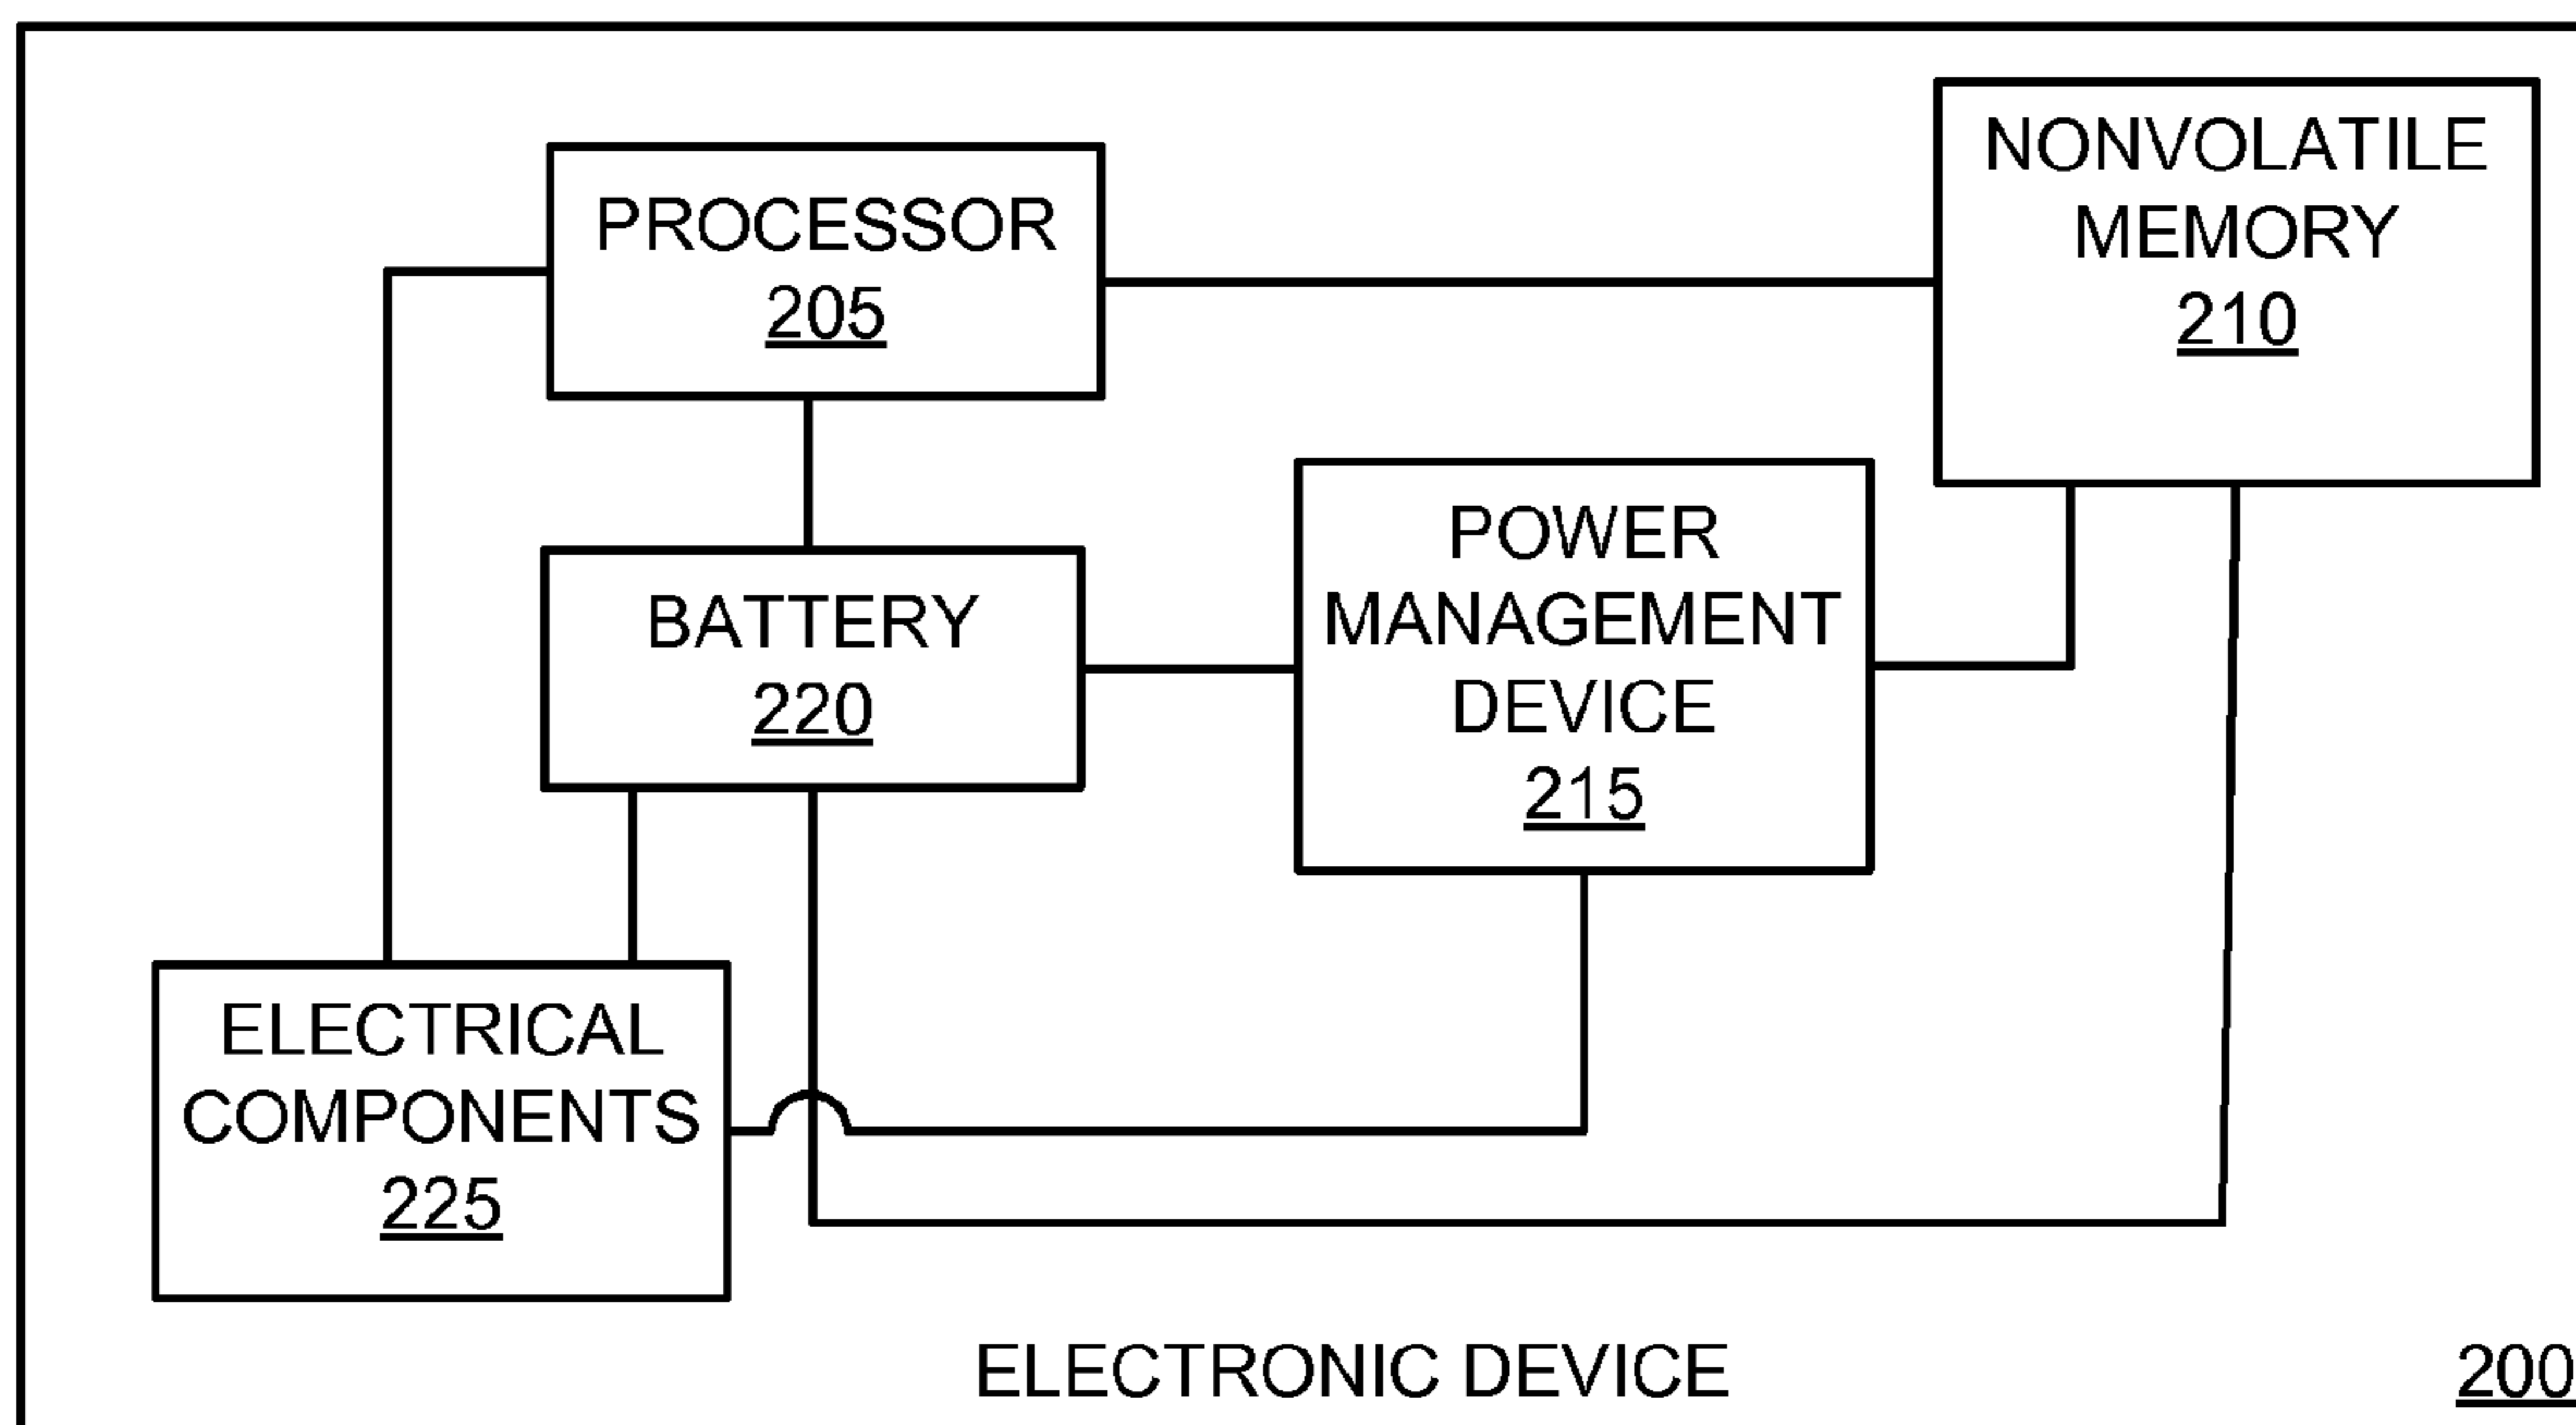 PROCESSOR
205
NONVOLATILE
MEMORY
210
BATTERY
220
POWER
MANAGEMENT
DEVICE
215
ELECTRICAL
COMPONENTS
225
ELECTRONIC DEVICE
200